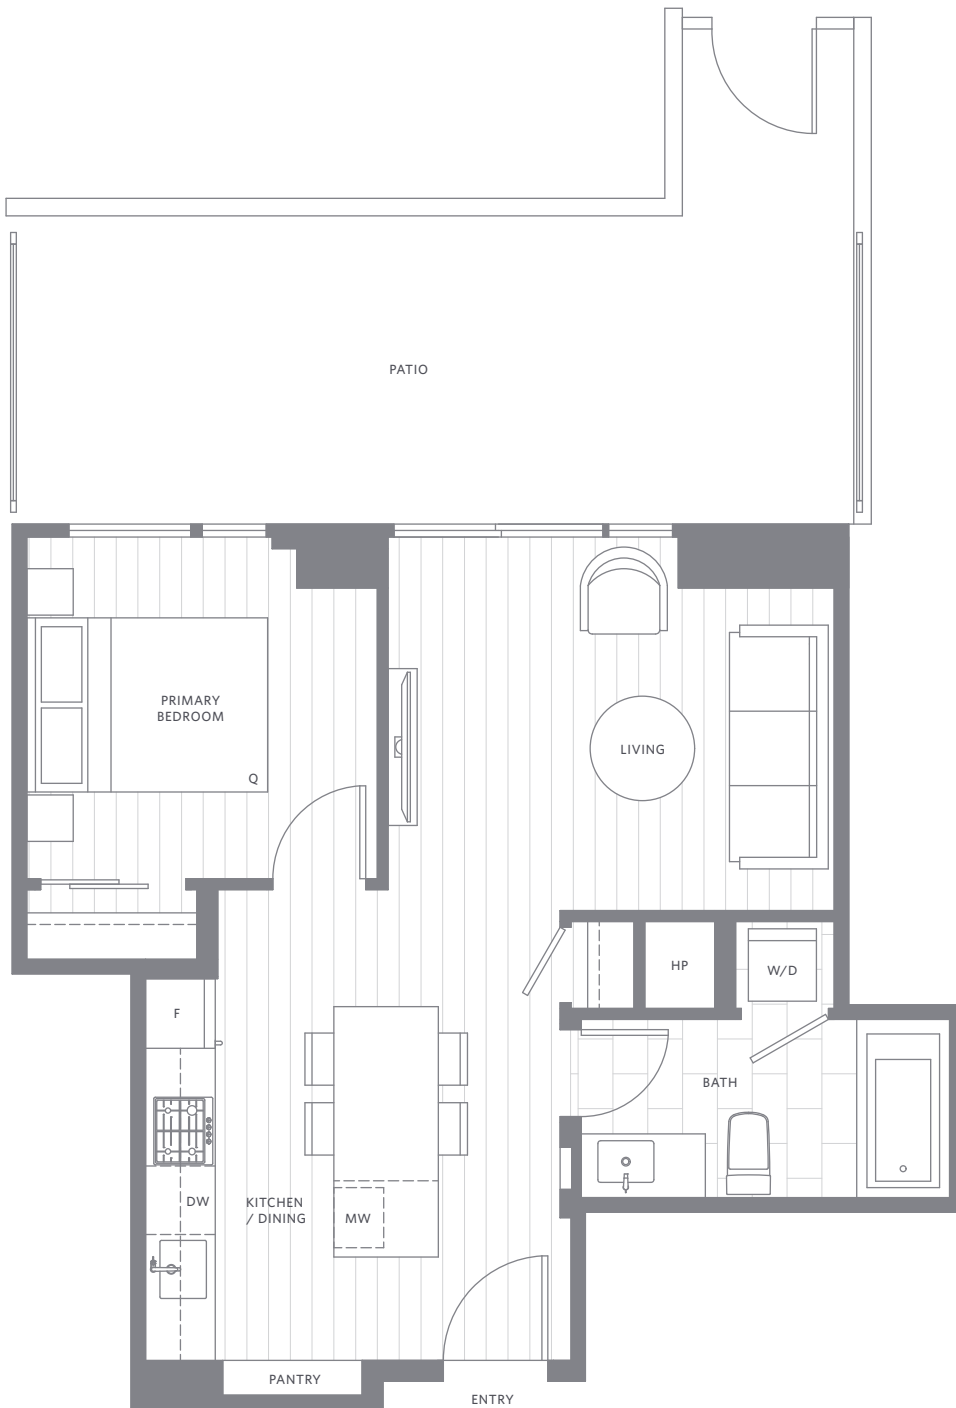 PATIO
PRIMARY
BEDROOM
Q
LIVING
HP
W/D
F
BATH
DW
KITCHEN
/ DINING
MW
PANTRY
ENTRY